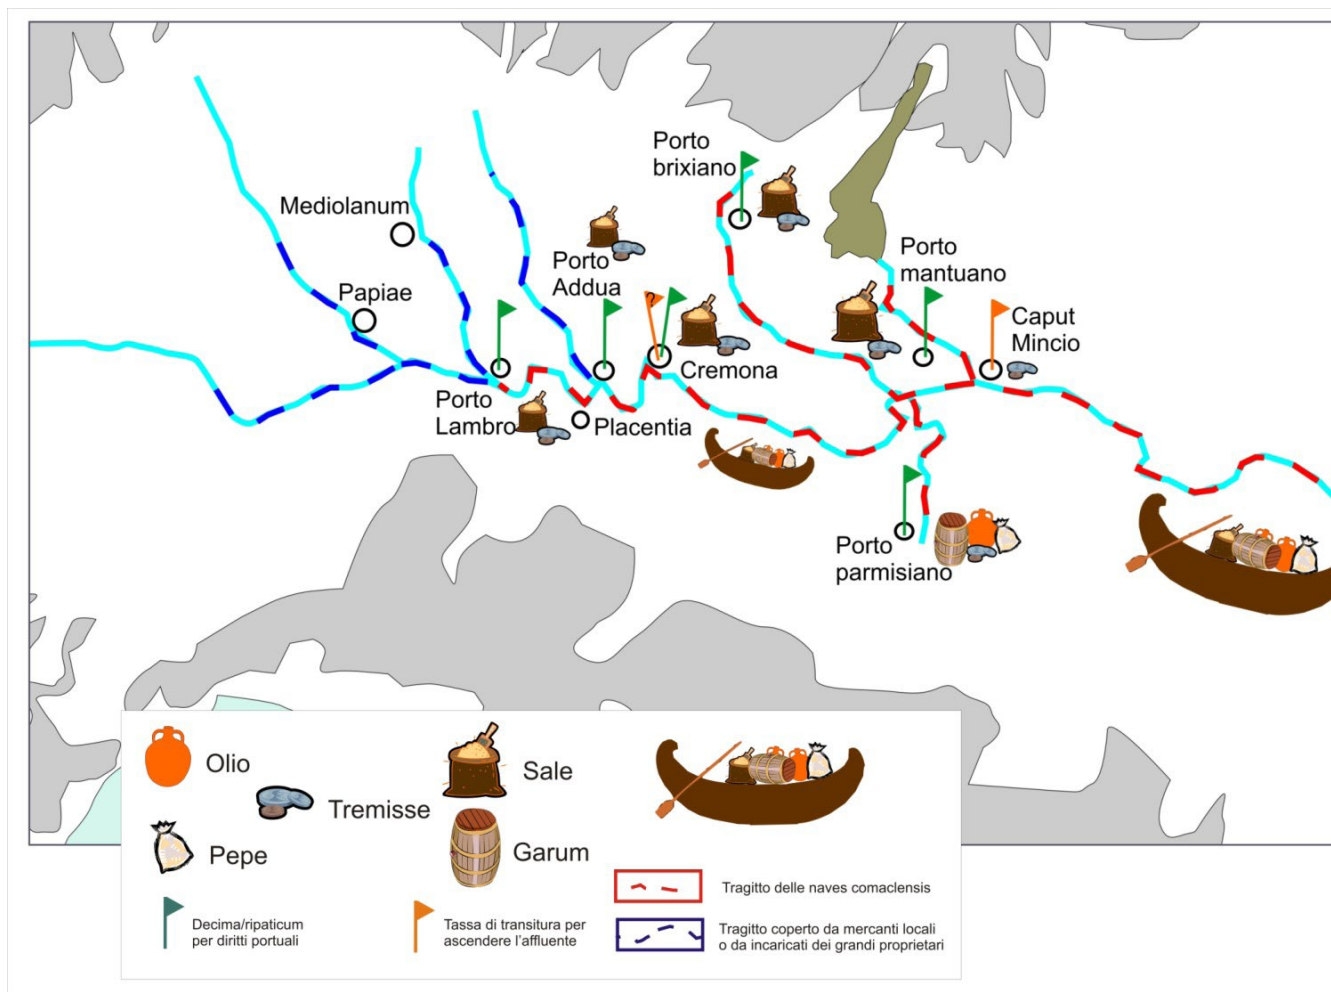 Porto
brixiano
Mediolanum
Porto
Addua
Porto
mantuano
Papiae
?
Caput
Mincio
Cremona
Porto
Lambro
Placentia
Porto
parmisiano
Olio
Sale
Tremisse
Pepe
Garum
Decima/ripaticum
per diritti portuali
Tassa di transitura per
ascendere l'affluente
Tragitto delle naves comaclensis
Tragitto coperto da mercanti locali
o da incaricati dei grandi proprietari